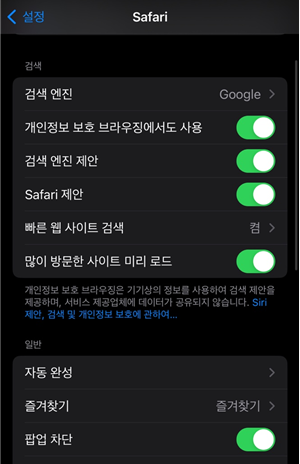 설정
Safari
검색
검색 엔진 Google
개인정보 보호 브라우징에서도 사용
검색 엔진 제안
Safari 제안
빠른 웹 사이트 검색 켬
많이 방문한 사이트 미리 로드
개인정보 보호 브라우징은 기기상의 정보를 사용하여 검색 제안을
제공하며, 서비스 제공업체에 데이터가 공유되지 않습니다. Siri
제안, 검색 및 개인정보 보호에 관하여...
일반
자동 완성
즐겨찾기 즐겨찾기
팝업 차단